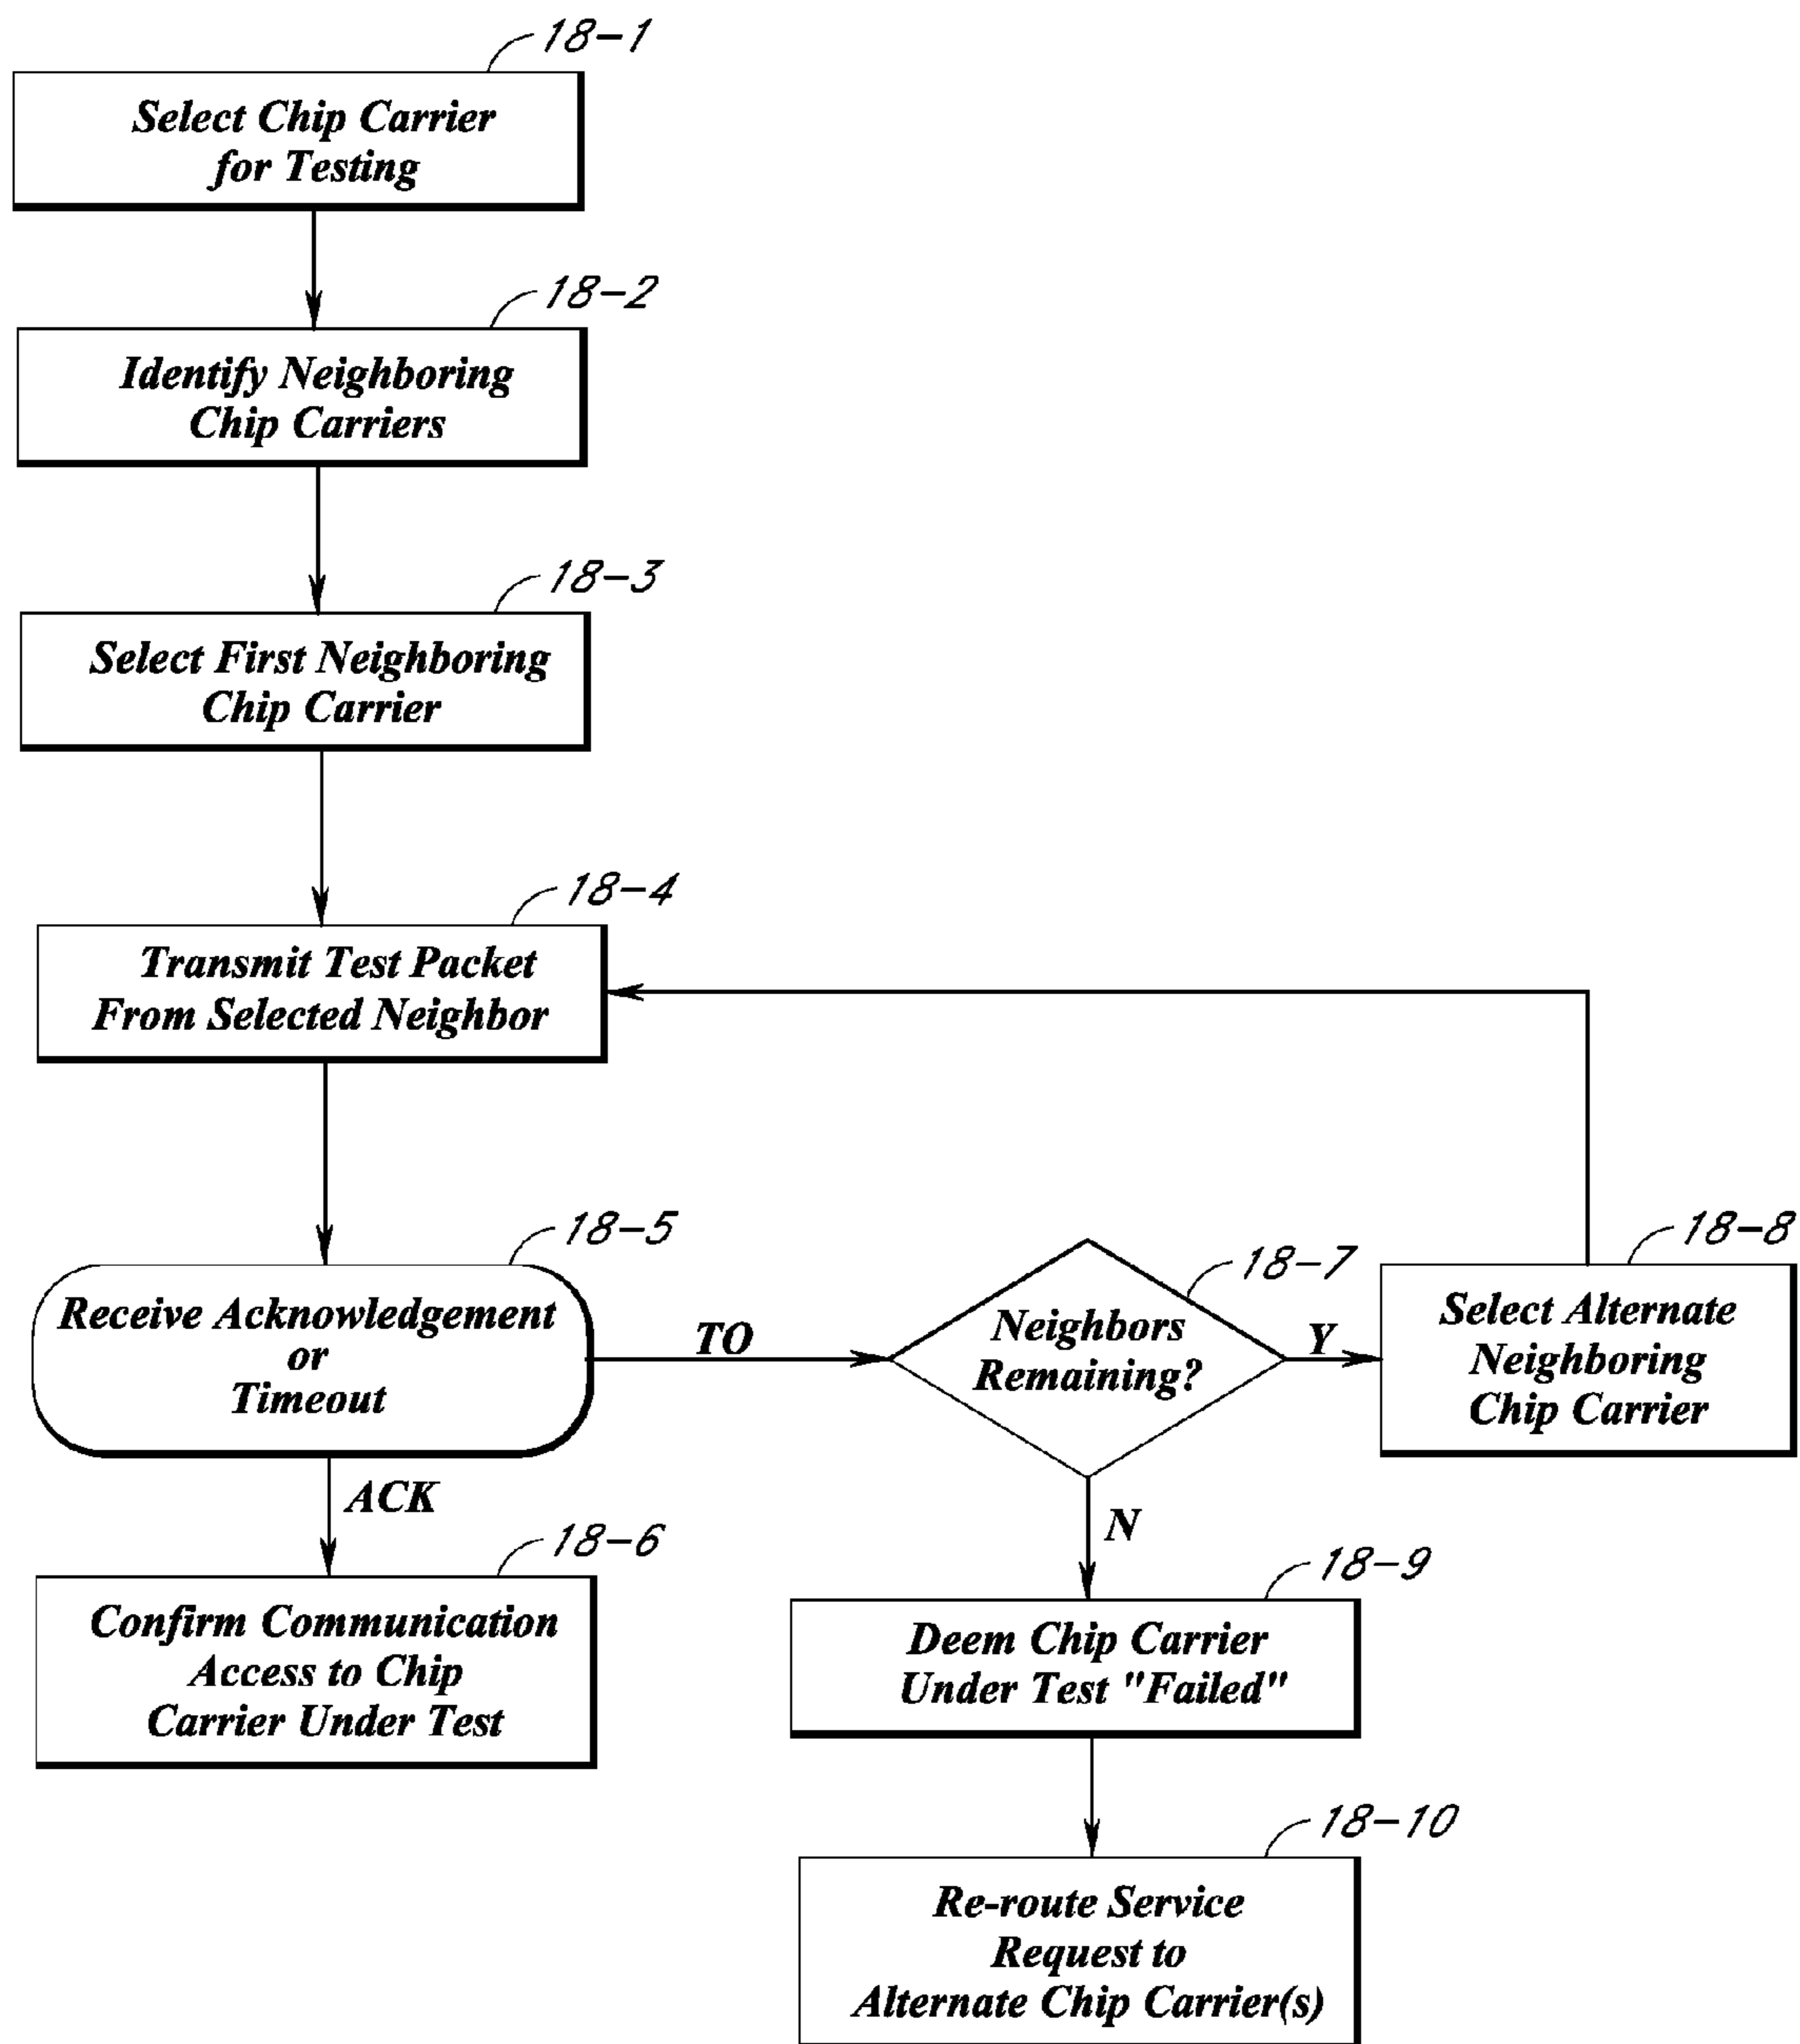 18-1
Select Chip Carrier
for Testing
18-2
Identify Neighboring
Chip Carriers
18-3
Select First Neighboring
Chip Carrier
18-4
Transmit Test Packet
From Selected Neighbor
18-5
Receive Acknowledgement
or
Timeout
TO
18-7
Neighbors
Remaining?
Y
18-8
Select Alternate
Neighboring
Chip Carrier
ACK
N
18-6
Confirm Communication
Access to Chip
Carrier Under Test
18-9
Deem Chip Carrier
Under Test "Failed"
18-10
Re-route Service
Request to
Alternate Chip Carrier(s)